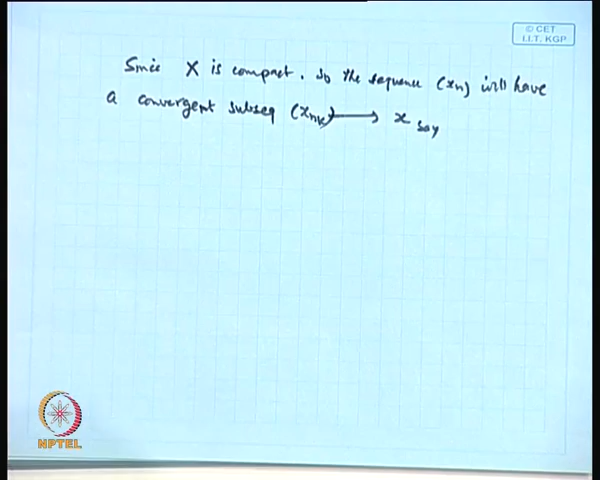 © CET
I.I.T. KGP
Since X is compact. So the sequence (xn) will have
a convergent subseq (xnk) ⟶ x say
NPTEL